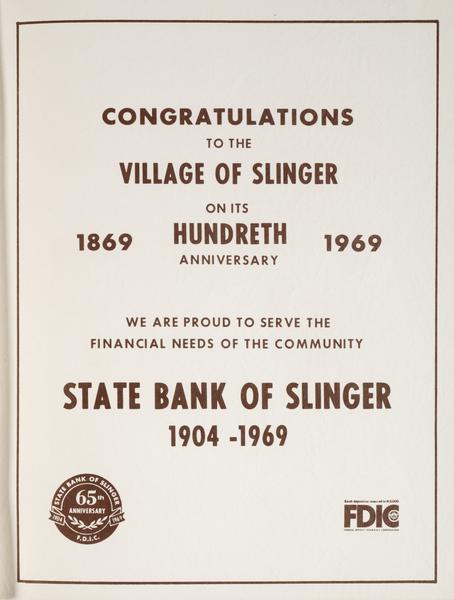 CONGRATULATIONS
TO THE
VILLAGE OF SLINGER
ON ITS
1869 HUNDRETH 1969
ANNIVERSARY
WE ARE PROUD TO SERVE THE
FINANCIAL NEEDS OF THE COMMUNITY
STATE BANK OF SLINGER
1904 -1969
STATE BANK OF SLINGER
65th
ANNIVERSARY
1904 1969
F.D.I.C.
FDIC